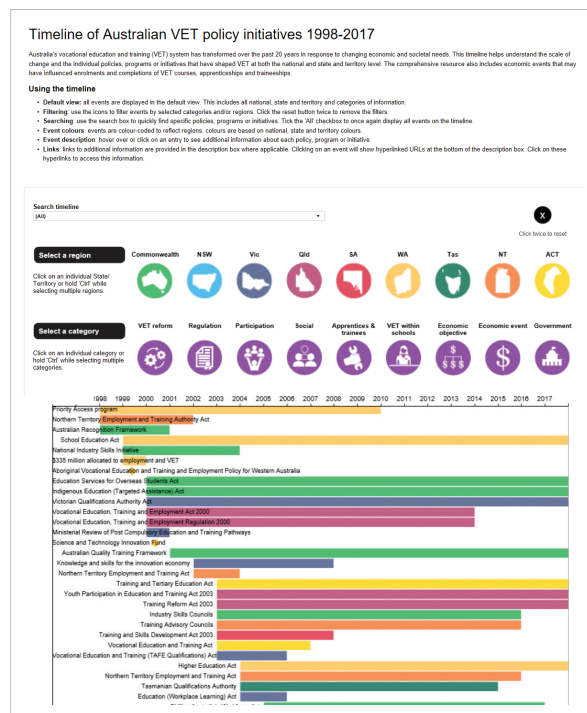 Timeline of Australian VET policy initiatives 1998-2017
Australia's vocational education and training (VET) system has transformed over the past 20 years in response to changing economic and societal needs. This timeline helps understand the scale of
change and the individual policies, programs or initiatives that have shaped VET at both the national and state and territory level. The comprehensive resource also includes economic events that may
have influenced enrolments and completions of VET courses, apprenticeships and traineeships.
Using the timeline
• Default view: all events are displayed in the default view. This includes all national, state and territory and categories of information.
• Filtering: use the icons to filter events by selected categories and/or regions. Click the reset button twice to remove the filters.
• Searching: use the search box to quickly find specific policies, programs or initiatives. Tick the 'All' checkbox to once again display all events on the timeline.
• Event colours: events are colour-coded to reflect regions; colours are based on national, state and territory colours.
• Event description: hover over or click on an entry to see additional information about each policy, program or initiative.
• Links: links to additional information are provided in the description box where applicable. Clicking on an event will show hyperlinked URLs at the bottom of the description box. Click on these
hyperlinks to access this information.
Search timeline
(All)
X
Click twice to reset
Select a region
Commonwealth NSW Vic Qld SA WA Tas NT ACT
Click on an individual State/
Territory or hold 'Ctrl' while
selecting multiple regions.
Select a category
VET reform Regulation Participation Social Apprentices & trainees VET within schools Economic objective Economic event Government
Click on an individual category or
hold 'Ctrl' while selecting multiple
categories.
1998 1999 2000 2001 2002 2003 2004 2005 2006 2007 2008 2009 2010 2011 2012 2013 2014 2015 2016 2017
Priority Access program
Northern Territory Employment and Training Authority Act
Australian Recognition Framework
School Education Act
National Industry Skills Initiative
$338 million allocated to employment and VET
Aboriginal Vocational Education and Training and Employment Policy for Western Australia
Education Services for Overseas Students Act
Indigenous Education (Targeted Assistance) Act
Victorian Qualifications Authority Act
Vocational Education, Training and Employment Act 2000
Vocational Education, Training and Employment Regulation 2000
Ministerial Review of Post Compulsory Education and Training Pathways
Science and Technology Innovation Fund
Australian Quality Training Framework
Knowledge and skills for the innovation economy
Northern Territory Employment and Training Act
Training and Tertiary Education Act
Youth Participation in Education and Training Act 2003
Training Reform Act 2003
Industry Skills Councils
Training Advisory Councils
Training and Skills Development Act 2003
Vocational Education and Training Act
Vocational Education and Training (TAFE Qualifications) Act
Higher Education Act
Northern Territory Employment and Training Act
Tasmanian Qualifications Authority
Education (Workplace Learning) Act